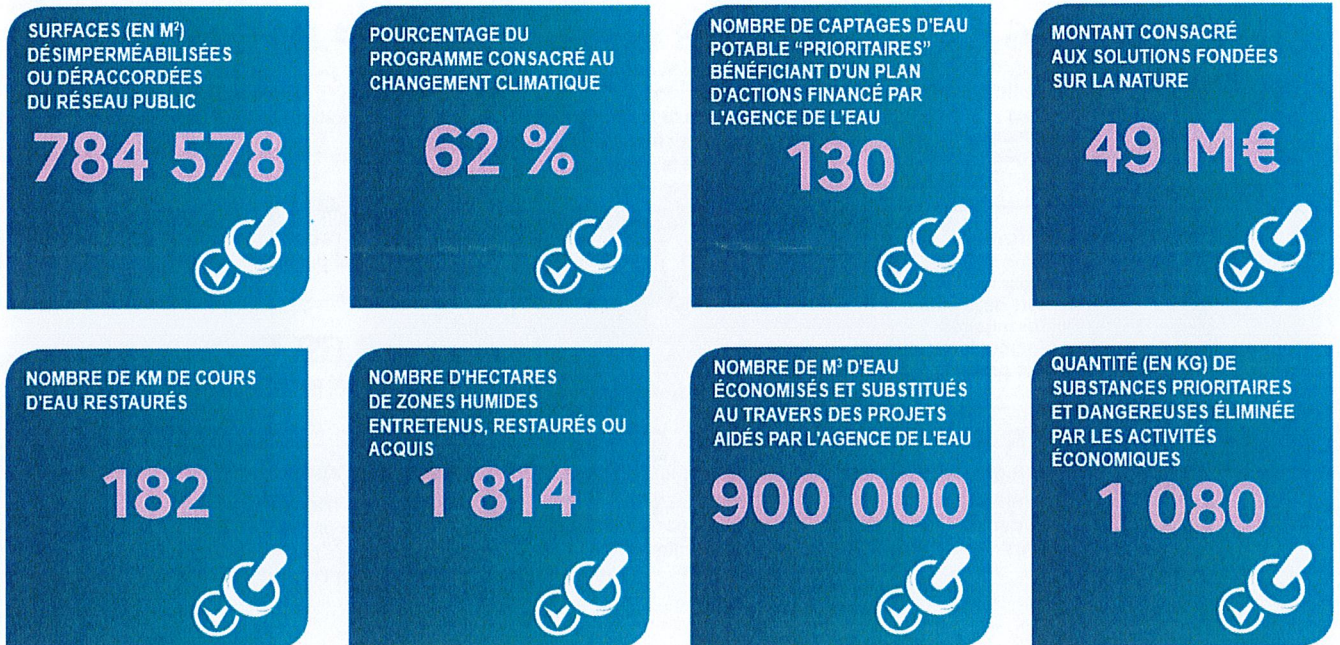 SURFACES (EN M²)
DÉSIMPERMÉABILISÉES
OU DÉRACCORDÉES
DU RÉSEAU PUBLIC
784 578
POURCENTAGE DU
PROGRAMME CONSACRÉ AU
CHANGEMENT CLIMATIQUE
62 %
NOMBRE DE CAPTAGES D'EAU
POTABLE "PRIORITAIRES"
BÉNÉFICIANT D'UN PLAN
D'ACTIONS FINANCÉ PAR
L'AGENCE DE L'EAU
130
MONTANT CONSACRÉ
AUX SOLUTIONS FONDÉES
SUR LA NATURE
49 M€
NOMBRE DE KM DE COURS
D'EAU RESTAURÉS
182
NOMBRE D'HECTARES
DE ZONES HUMIDES
ENTRETENUS, RESTAURÉS OU
ACQUIS
1 814
NOMBRE DE M³ D'EAU
ÉCONOMISÉS ET SUBSTITUÉS
AU TRAVERS DES PROJETS
AIDÉS PAR L'AGENCE DE L'EAU
900 000
QUANTITÉ (EN KG) DE
SUBSTANCES PRIORITAIRES
ET DANGEREUSES ÉLIMINÉE
PAR LES ACTIVITÉS
ÉCONOMIQUES
1 080